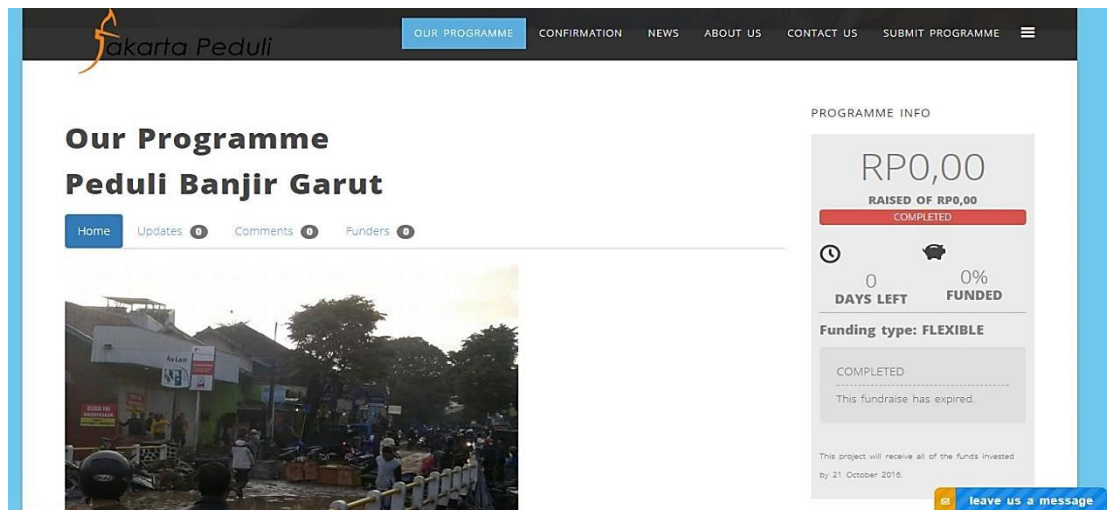 Jakarta Peduli
OUR PROGRAMME
CONFIRMATION
NEWS
ABOUT US
CONTACT US
SUBMIT PROGRAMME
Our Programme
Peduli Banjir Garut
Home
Updates 0
Comments 0
Funders 0
PROGRAMME INFO
RP0,00
RAISED OF RP0,00
COMPLETED
0
DAYS LEFT
0%
FUNDED
Funding type: FLEXIBLE
COMPLETED
This fundraise has expired.
This project will receive all of the funds invested
by 21 October 2016.
leave us a message